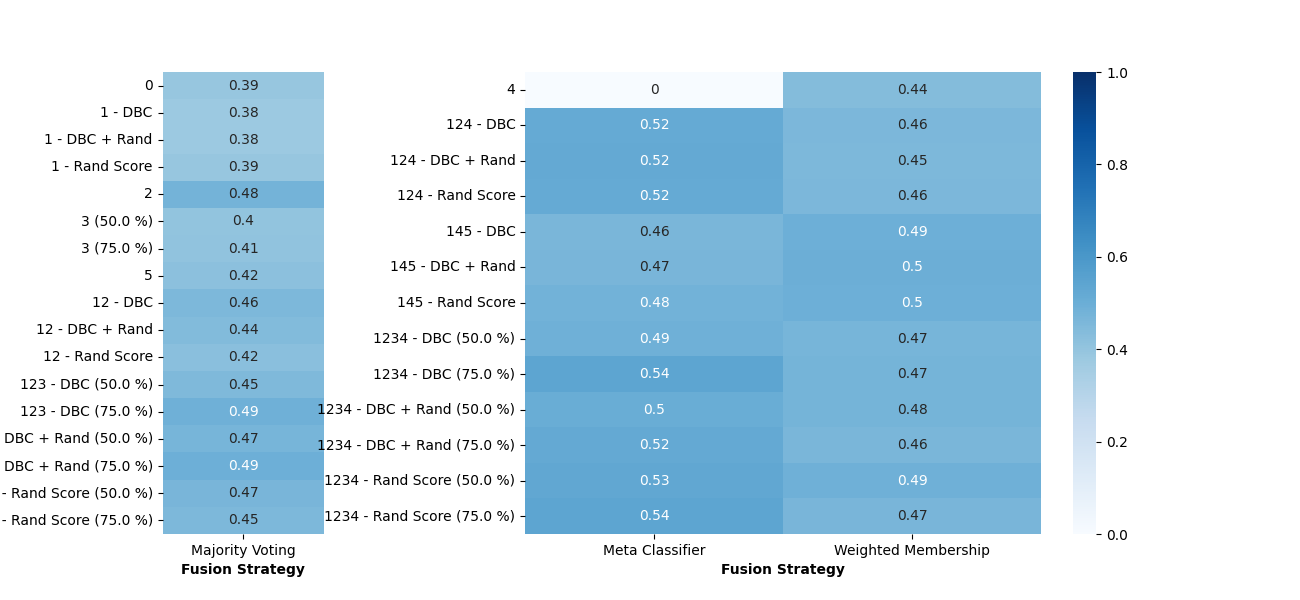 0 0.39
1 - DBC 0.38
1 - DBC + Rand 0.38
1 - Rand Score 0.39
2 0.48
3 (50.0 %) 0.4
3 (75.0 %) 0.41
5 0.42
12 - DBC 0.46
12 - DBC + Rand 0.44
12 - Rand Score 0.42
123 - DBC (50.0 %) 0.45
123 - DBC (75.0 %) 0.49
DBC + Rand (50.0 %) 0.47
DBC + Rand (75.0 %) 0.49
- Rand Score (50.0 %) 0.47
- Rand Score (75.0 %) 0.45
Majority Voting
Fusion Strategy
4 0 0.44
124 - DBC 0.52 0.46
124 - DBC + Rand 0.52 0.45
124 - Rand Score 0.52 0.46
145 - DBC 0.46 0.49
145 - DBC + Rand 0.47 0.5
145 - Rand Score 0.48 0.5
1234 - DBC (50.0 %) 0.49 0.47
1234 - DBC (75.0 %) 0.54 0.47
1234 - DBC + Rand (50.0 %) 0.5 0.48
1234 - DBC + Rand (75.0 %) 0.52 0.46
1234 - Rand Score (50.0 %) 0.53 0.49
1234 - Rand Score (75.0 %) 0.54 0.47
Meta Classifier Weighted Membership
Fusion Strategy
1.0
0.8
0.6
0.4
0.2
0.0